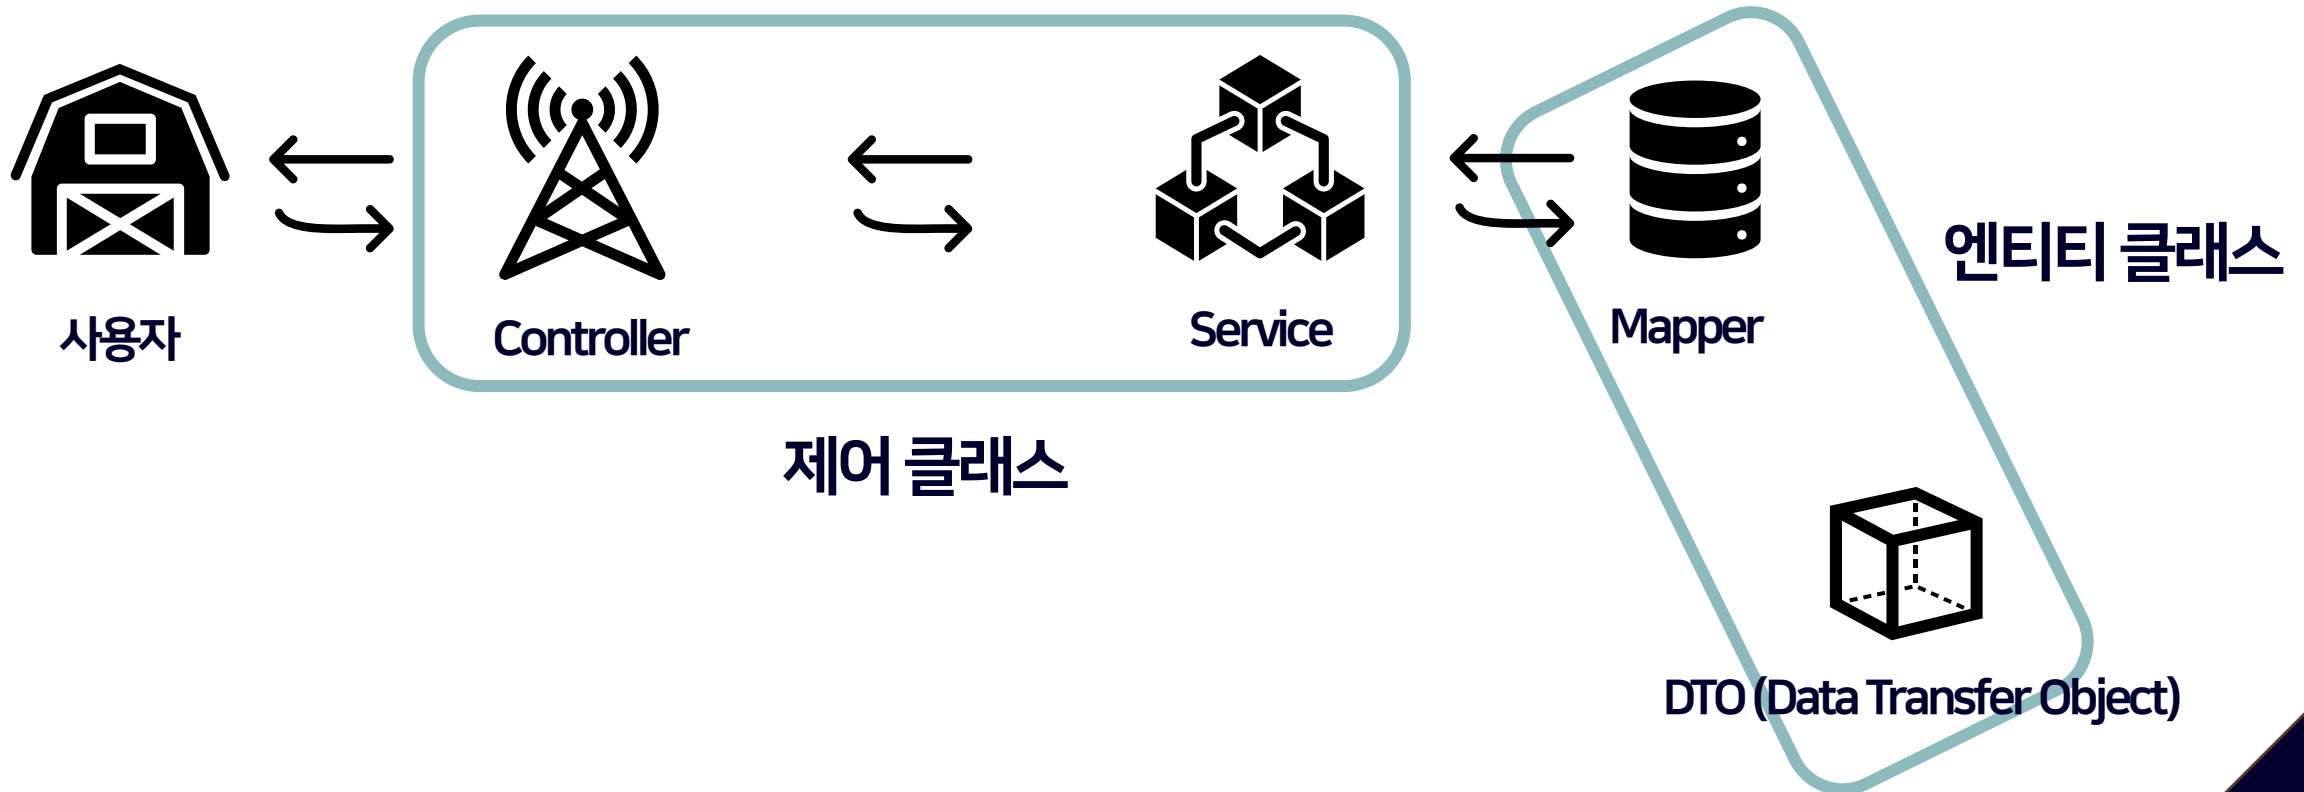 사용자
Controller
Service
Mapper
엔티티 클래스
제어 클래스
DTO (Data Transfer Object)